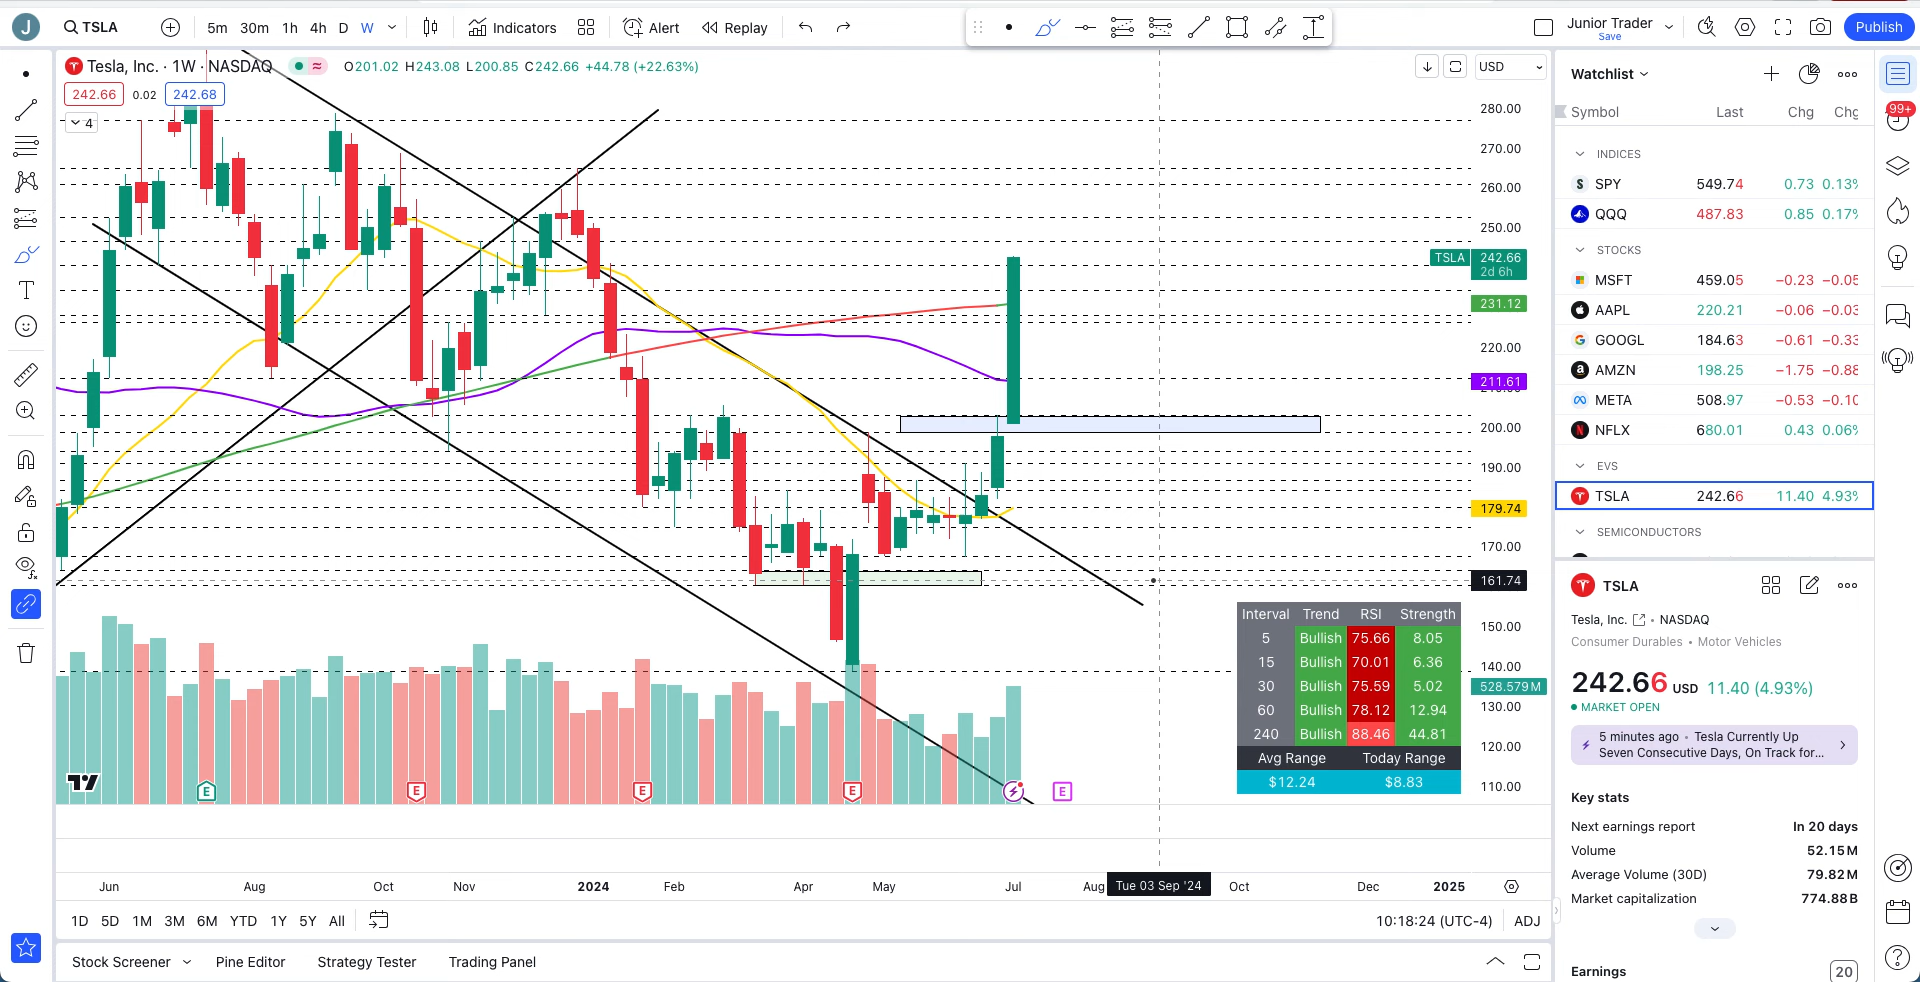 J TSLA 5m 30m 1h 4h D W Indicators Alert Replay Junior Trader Save Publish
Tesla, Inc. · 1W · NASDAQ O201.02 H243.08 L200.85 C242.66 +44.78 (+22.63%) USD
242.66 0.02 242.68
4
280.00
270.00
260.00
250.00
TSLA 242.66
2d 6h
231.12
220.00
211.61
200.00
190.00
179.74
170.00
161.74
150.00
140.00
528.579M
130.00
120.00
110.00
Interval Trend RSI Strength
5 Bullish 75.66 8.05
15 Bullish 70.01 6.36
30 Bullish 75.59 5.02
60 Bullish 78.12 12.94
240 Bullish 88.46 44.81
Avg Range Today Range
$12.24 $8.83
E E E E E
Jun Aug Oct Nov 2024 Feb Apr May Jul Aug Tue 03 Sep '24 Oct Dec 2025
1D 5D 1M 3M 6M YTD 1Y 5Y All 10:18:24 (UTC-4) ADJ
Stock Screener Pine Editor Strategy Tester Trading Panel
Watchlist
99+
Symbol Last Chg Chg
INDICES
SPY 549.74 0.73 0.13%
QQQ 487.83 0.85 0.17%
STOCKS
MSFT 459.05 −0.23 −0.05
AAPL 220.21 −0.06 −0.03
GOOGL 184.63 −0.61 −0.33
AMZN 198.25 −1.75 −0.88
META 508.97 −0.53 −0.10
NFLX 680.01 0.43 0.06%
EVS
TSLA 242.66 11.40 4.93%
SEMICONDUCTORS
TSLA
Tesla, Inc. • NASDAQ
Consumer Durables • Motor Vehicles
242.66 USD 11.40 (4.93%)
MARKET OPEN
5 minutes ago • Tesla Currently Up
Seven Consecutive Days, On Track for...
Key stats
Next earnings report In 20 days
Volume 52.15M
Average Volume (30D) 79.82M
Market capitalization 774.88B
Earnings 20